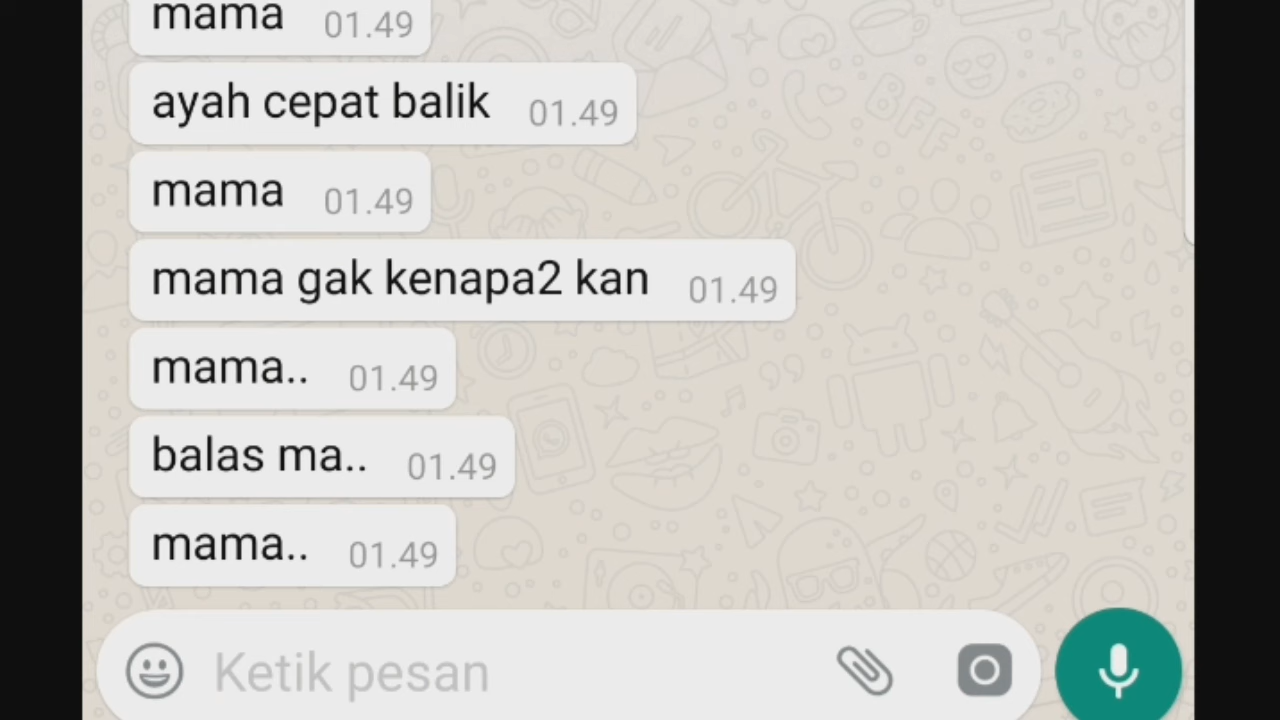 mama 01.49
ayah cepat balik 01.49
mama 01.49
mama gak kenapa2 kan 01.49
mama.. 01.49
balas ma.. 01.49
mama.. 01.49
Ketik pesan